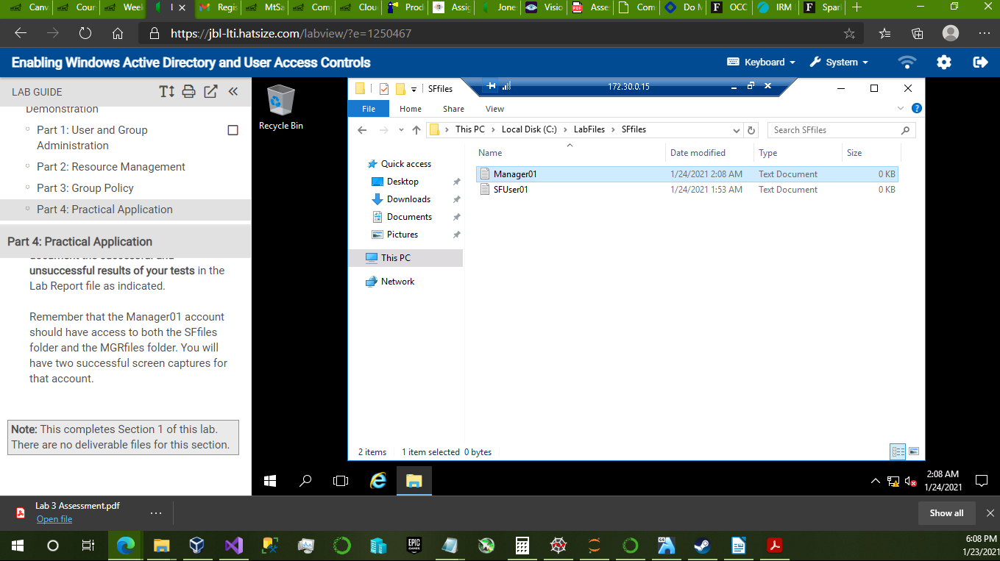 Canv
Cour
Week
I
Regis
MtSa
Comp
Clou
Prod
Assig
Jone
Visio
Asse
Com
Do M
OCC
IRM
Spar
https://jbl-lti.hatsize.com/labview/?e=1250467
Enabling Windows Active Directory and User Access Controls
Keyboard
System
LAB GUIDE
Demonstration
Part 1: User and Group
Administration
Part 2: Resource Management
Part 3: Group Policy
Part 4: Practical Application
Part 4: Practical Application
document the successful and
unsuccessful results of your tests in the
Lab Report file as indicated.
Remember that the Manager01 account
should have access to both the SFfiles
folder and the MGRfiles folder. You will
have two successful screen captures for
that account.
Note: This completes Section 1 of this lab.
There are no deliverable files for this section.
Recycle Bin
SFfiles
172.30.0.15
File Home Share View
This PC > Local Disk (C:) > LabFiles > SFfiles
Search SFfiles
Quick access
Desktop
Downloads
Documents
Pictures
This PC
Network
Name Date modified Type Size
Manager01 1/24/2021 2:08 AM Text Document 0 KB
SFUser01 1/24/2021 1:53 AM Text Document 0 KB
2 items 1 item selected 0 bytes
2:08 AM
1/24/2021
Lab 3 Assessment.pdf
Open file
Show all
EPIC
GAMES
6:08 PM
1/23/2021